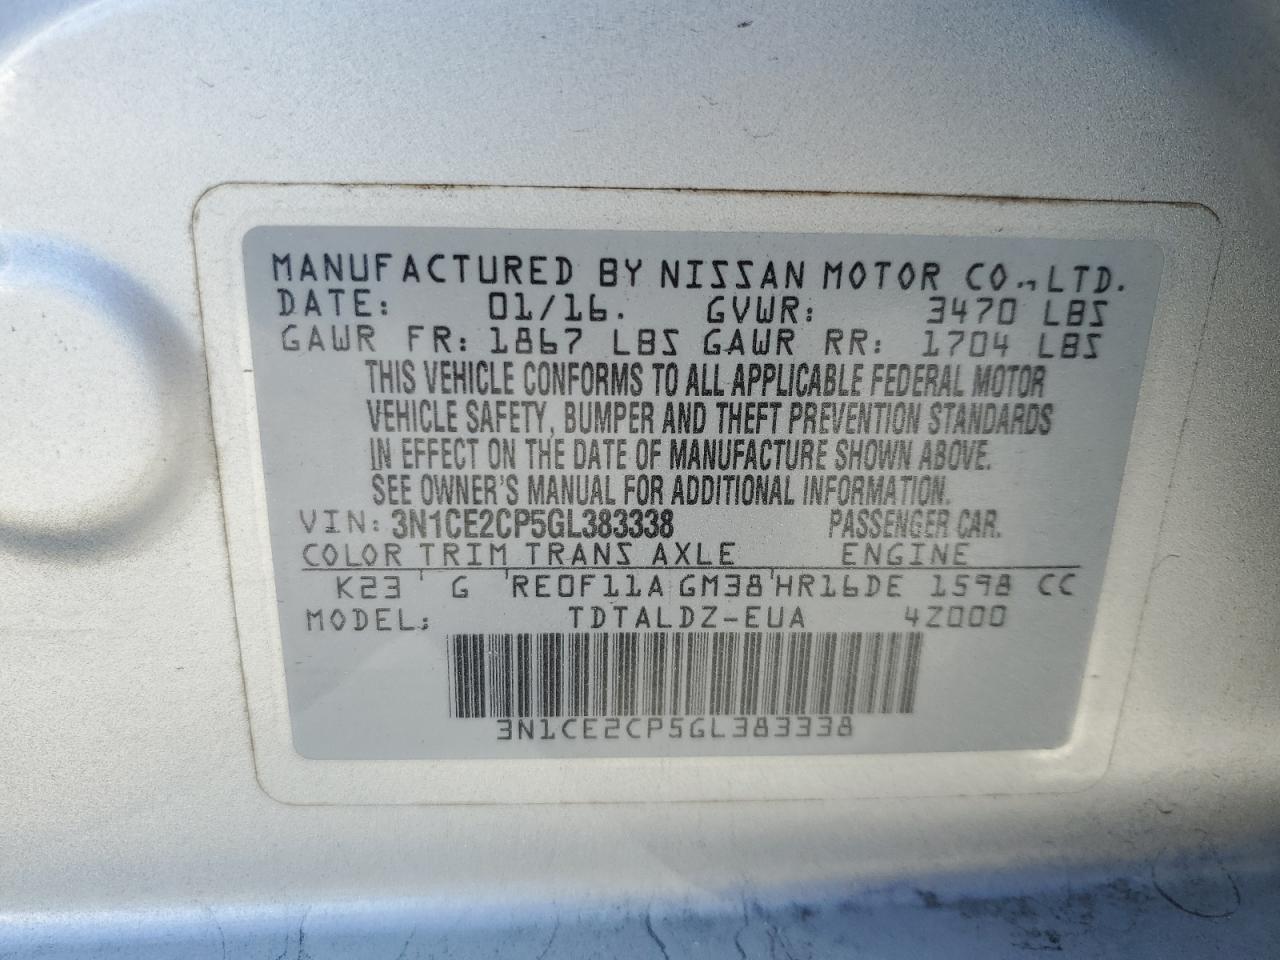 MANUFACTURED BY NISSAN MOTOR CO., LTD.
DATE: 01/16. GVWR: 3470 LBS
GAWR FR: 1867 LBS GAWR RR: 1704 LBS
THIS VEHICLE CONFORMS TO ALL APPLICABLE FEDERAL MOTOR
VEHICLE SAFETY, BUMPER AND THEFT PREVENTION STANDARDS
IN EFFECT ON THE DATE OF MANUFACTURE SHOWN ABOVE.
SEE OWNER'S MANUAL FOR ADDITIONAL INFORMATION.
VIN: 3N1CE2CP5GL383338 PASSENGER CAR.
COLOR TRIM TRANS AXLE ENGINE
K23 G RE0F11A GM38 HR16DE 1598 CC
MODEL: TDTALDZ-EUA 4Z000
3N1CE2CP5GL383338